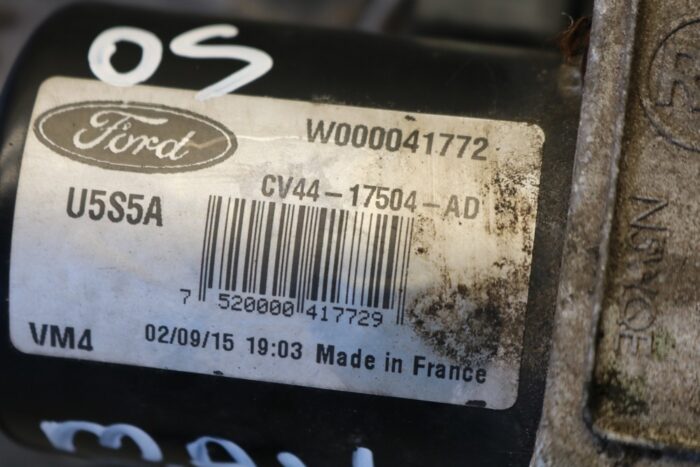 OS
Ford
W000041772
CV44-17504-AD
U5S5A
7 520000 417729
VM4 02/09/15 19:03 Made in France